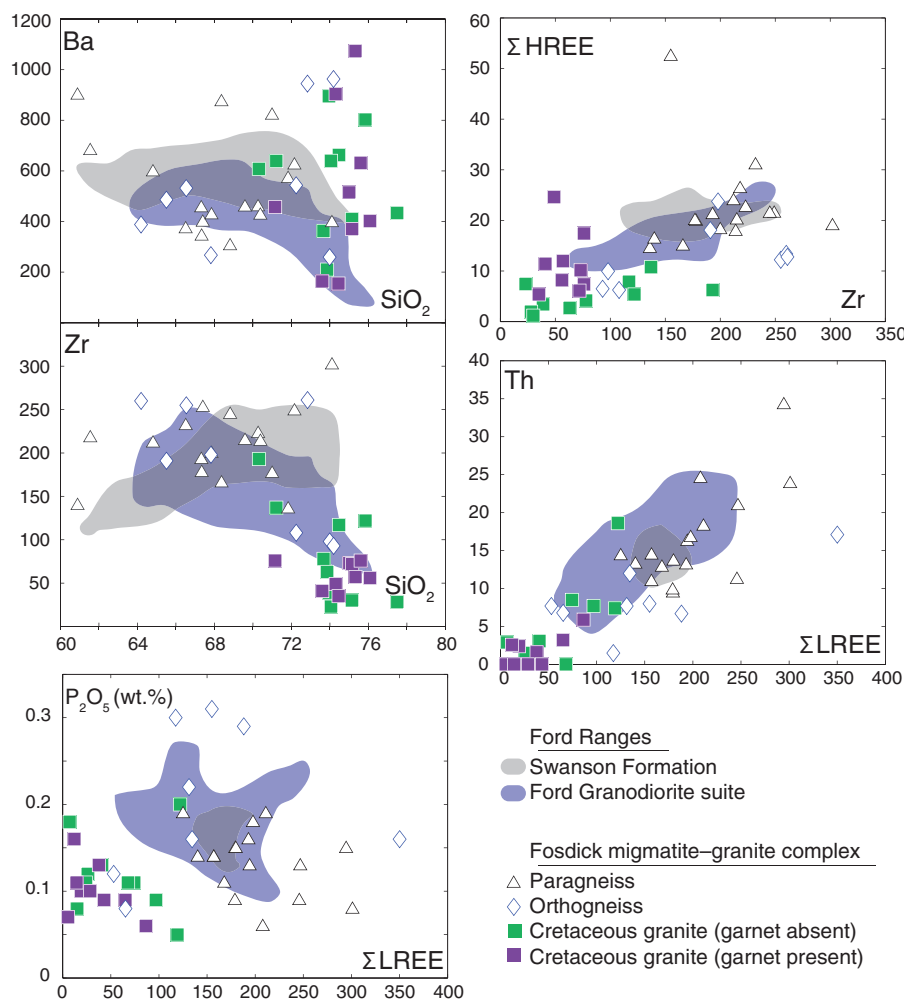 Ba
1200
1000
800
600
400
200
SiO2
Zr
300
250
200
150
100
50
SiO2
60 64 68 72 76 80
P2O5 (wt.%)
0.3
0.2
0.1
0
ΣLREE
0 50 100 150 200 250 300 350 400
Σ HREE
60
50
40
30
20
10
0
Zr
0 50 100 150 200 250 300 350
Th
40
35
30
25
20
15
10
5
0
ΣLREE
0 50 100 150 200 250 300 350 400
Ford Ranges
Swanson Formation
Ford Granodiorite suite
Fosdick migmatite–granite complex
Paragneiss
Orthogneiss
Cretaceous granite (garnet absent)
Cretaceous granite (garnet present)